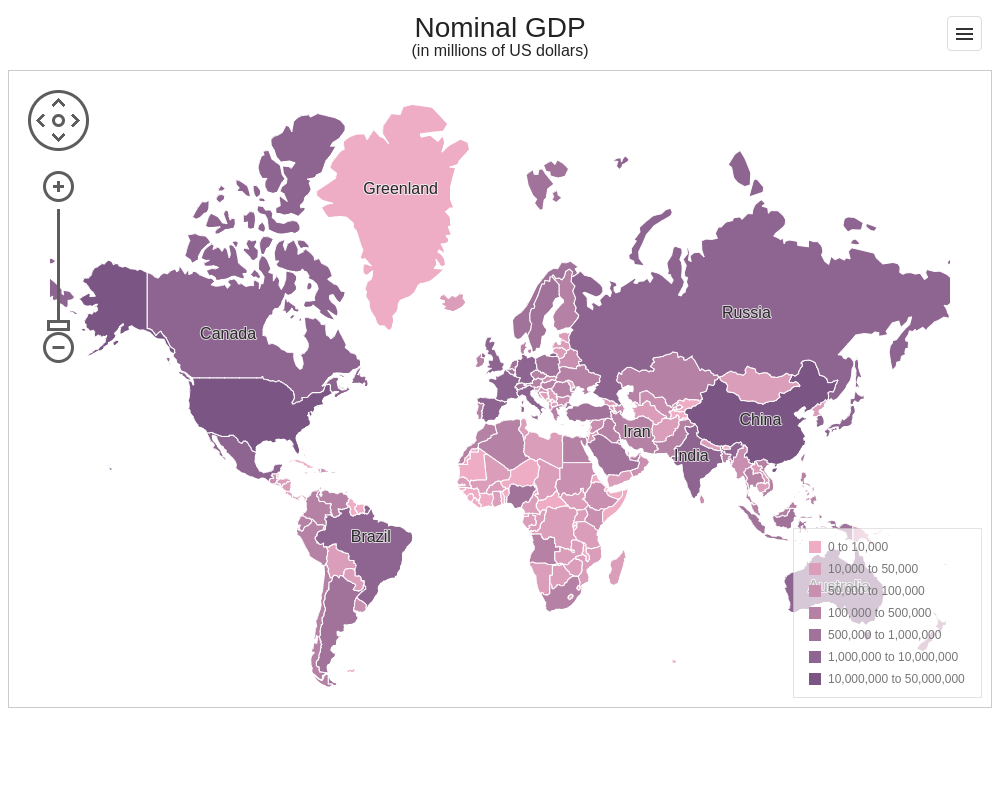 Nominal GDP
(in millions of US dollars)
Greenland
Canada
Russia
China
Iran
India
Brazil
Australia
0 to 10,000
10,000 to 50,000
50,000 to 100,000
100,000 to 500,000
500,000 to 1,000,000
1,000,000 to 10,000,000
10,000,000 to 50,000,000